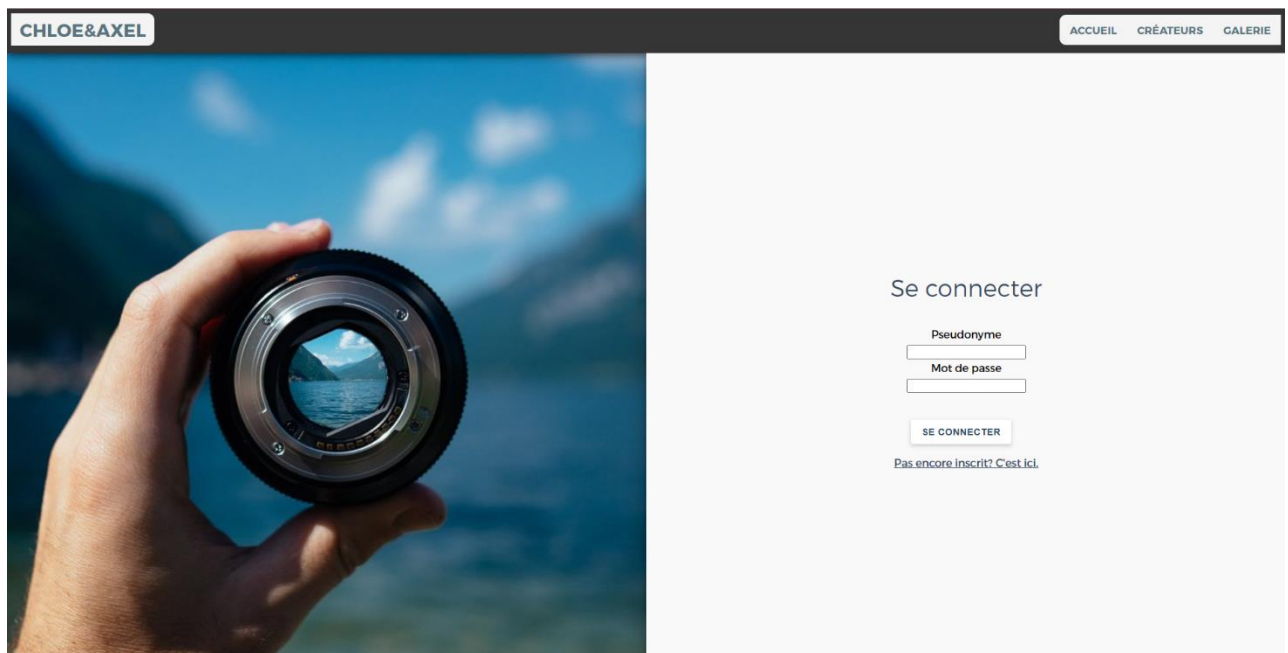 CHLOE&AXEL
ACCUEIL CRÉATEURS GALERIE
Se connecter
Pseudonyme
Mot de passe
SE CONNECTER
Pas encore inscrit? C'est ici.